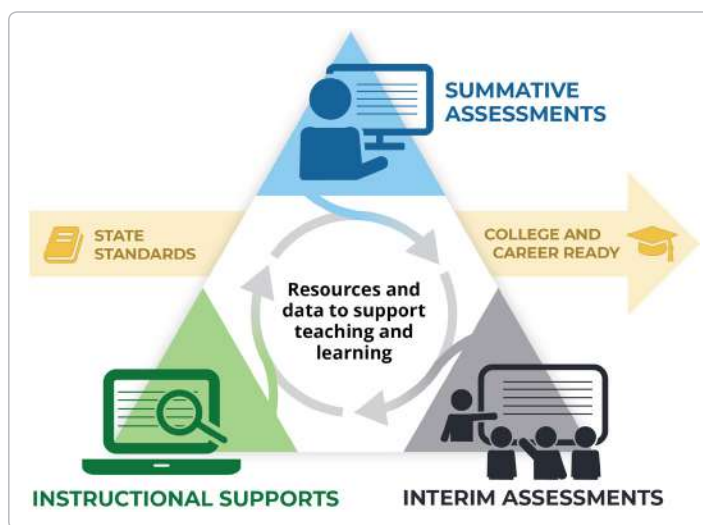 SUMMATIVE
ASSESSMENTS
STATE
STANDARDS
COLLEGE AND
CAREER READY
Resources and
data to support
teaching and
learning
INSTRUCTIONAL SUPPORTS
INTERIM ASSESSMENTS